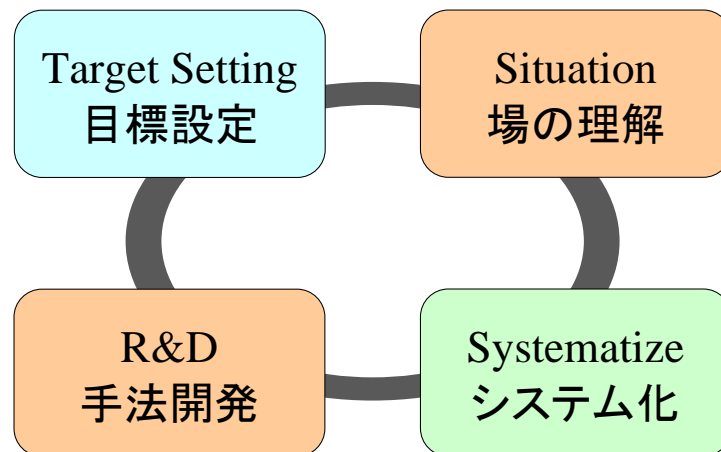 Target Setting
目標設定
Situation
場の理解
R&D
手法開発
Systematize
システム化